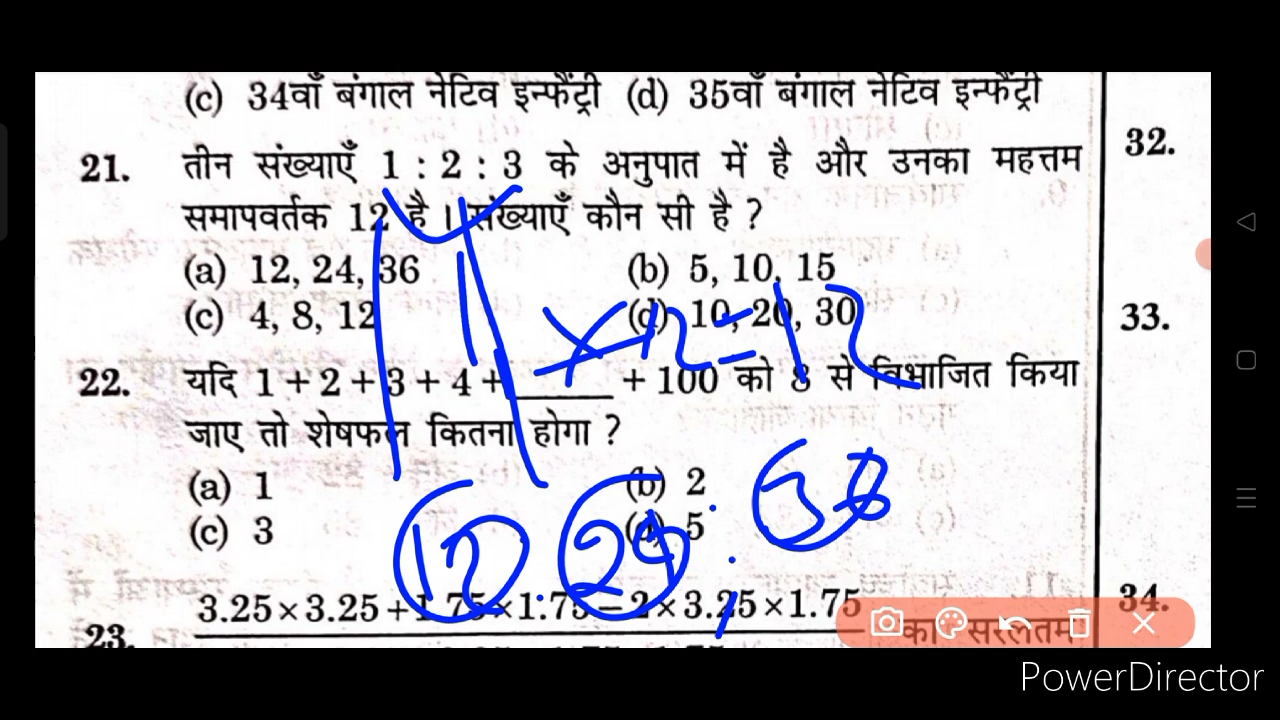 (c) 34वाँ बंगाल नेटिव इन्फैंट्री (d) 35वाँ बंगाल नेटिव इन्फैंट्री
21. तीन संख्याएँ 1 : 2 : 3 के अनुपात में है और उनका महत्तम
समापवर्तक 12 है । संख्याएँ कौन सी है ?
(a) 12, 24, 36 (b) 5, 10, 15
(c) 4, 8, 12 (d) 10, 20, 30
x 12 = 12
22. यदि 1 + 2 + 3 + 4 + ______ + 100 को 8 से विभाजित किया
जाए तो शेषफल कितना होगा ?
(a) 1 (b) 2
(c) 3 (d) 5
12 : 24 : 36
3.25 × 3.25 + 1.75 × 1.75 – 2 × 3.25 × 1.75
23. का सरलतम
32.
33.
34.
PowerDirector